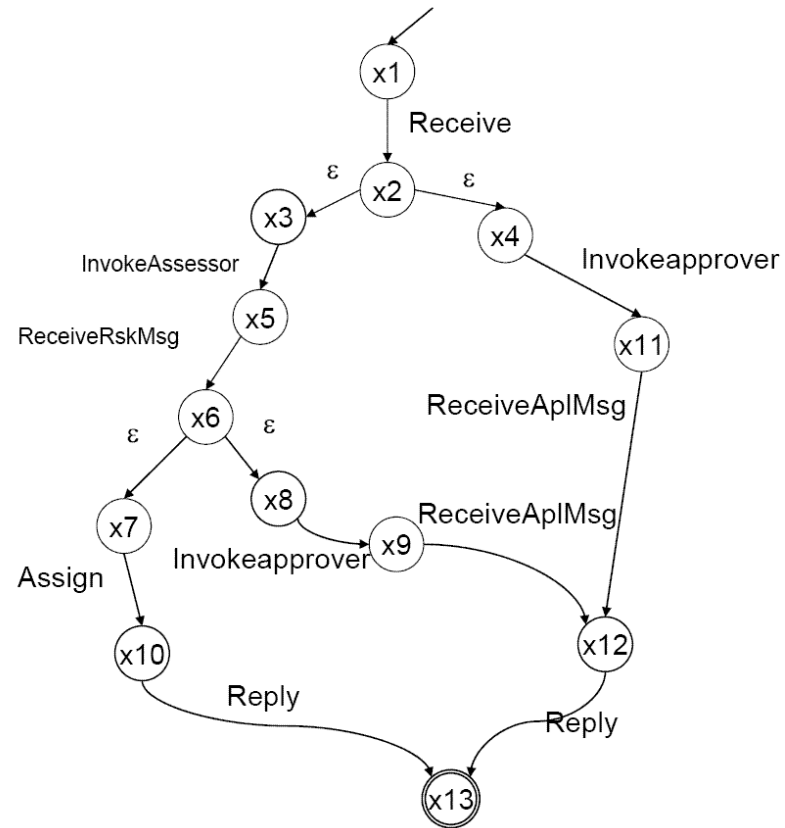 x1
Receive
ε
x2
ε
x3
x4
InvokeAssessor
Invokeapprover
x5
ReceiveRskMsg
x11
x6
ReceiveAplMsg
ε
ε
x8
x7
ReceiveAplMsg
x9
Invokeapprover
Assign
x12
x10
Reply
Reply
x13